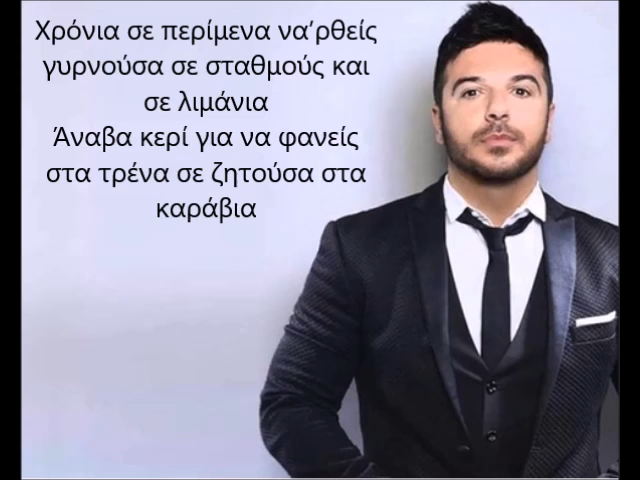 Χρόνια σε περίμενα να’ρθείς
γυρνούσα σε σταθμούς και
σε λιμάνια
Άναβα κερί για να φανείς
στα τρένα σε ζητούσα στα
καράβια